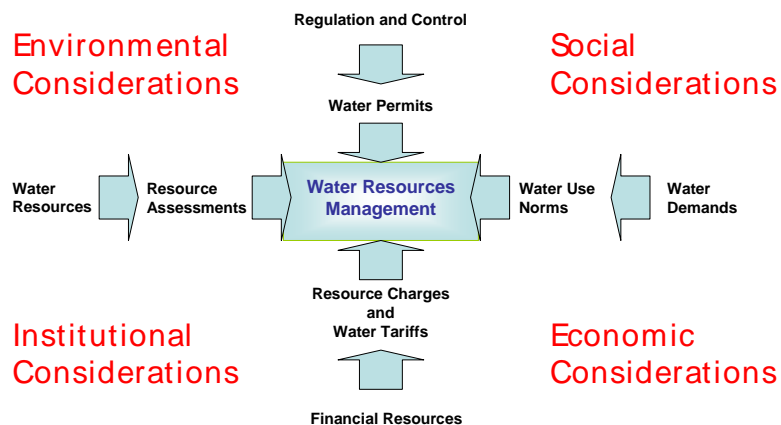 Regulation and Control
Environmental
Considerations
Social
Considerations
Water Permits
Water
Resources
Resource
Assessments
Water Resources
Management
Water Use
Norms
Water
Demands
Resource Charges
and
Water Tariffs
Institutional
Considerations
Economic
Considerations
Financial Resources